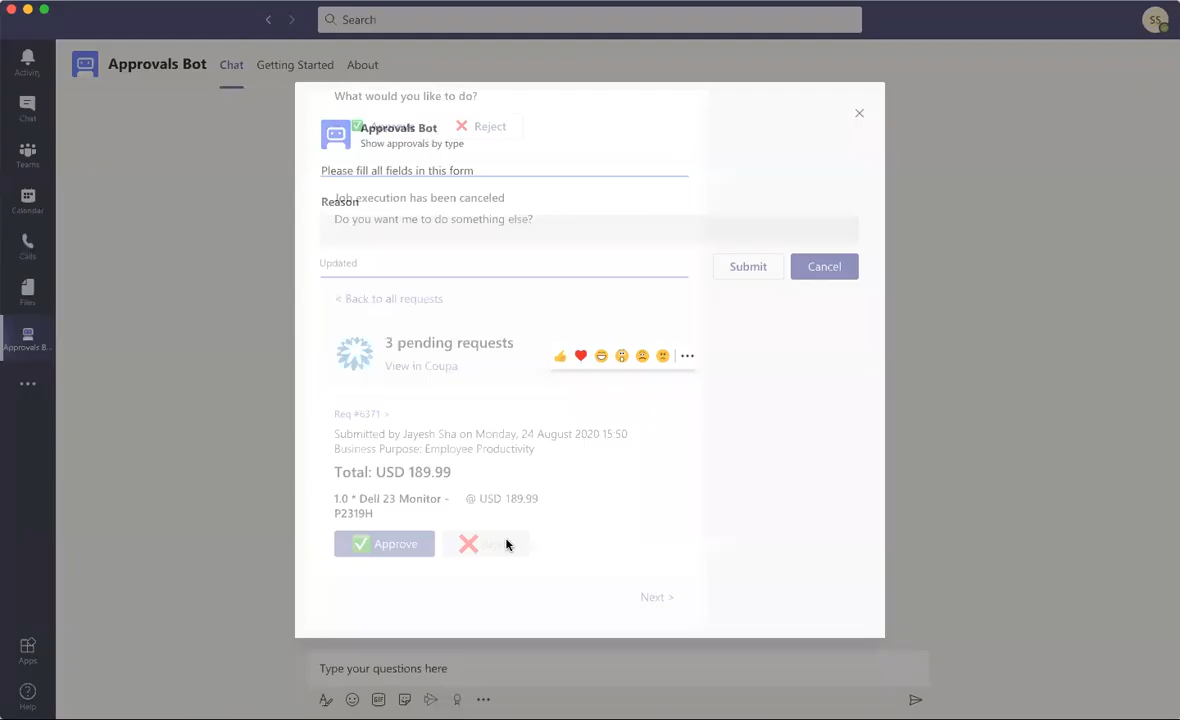 Search
SS
Activity
Chat
Teams
Calendar
Calls
Files
Approvals B...
Apps
Help
Approvals Bot
Chat
Getting Started
About
What would you like to do?
Reject
Approvals Bot
Show approvals by type
Please fill all fields in this form
Job execution has been canceled
Reason
Do you want me to do something else?
Updated
Submit
Cancel
< Back to all requests
3 pending requests
View in Coupa
Req #6371 >
Submitted by Jayesh Sha on Monday, 24 August 2020 15:50
Business Purpose: Employee Productivity
Total: USD 189.99
1.0 * Dell 23 Monitor - @ USD 189.99
P2319H
Approve
Next >
Type your questions here
GIF